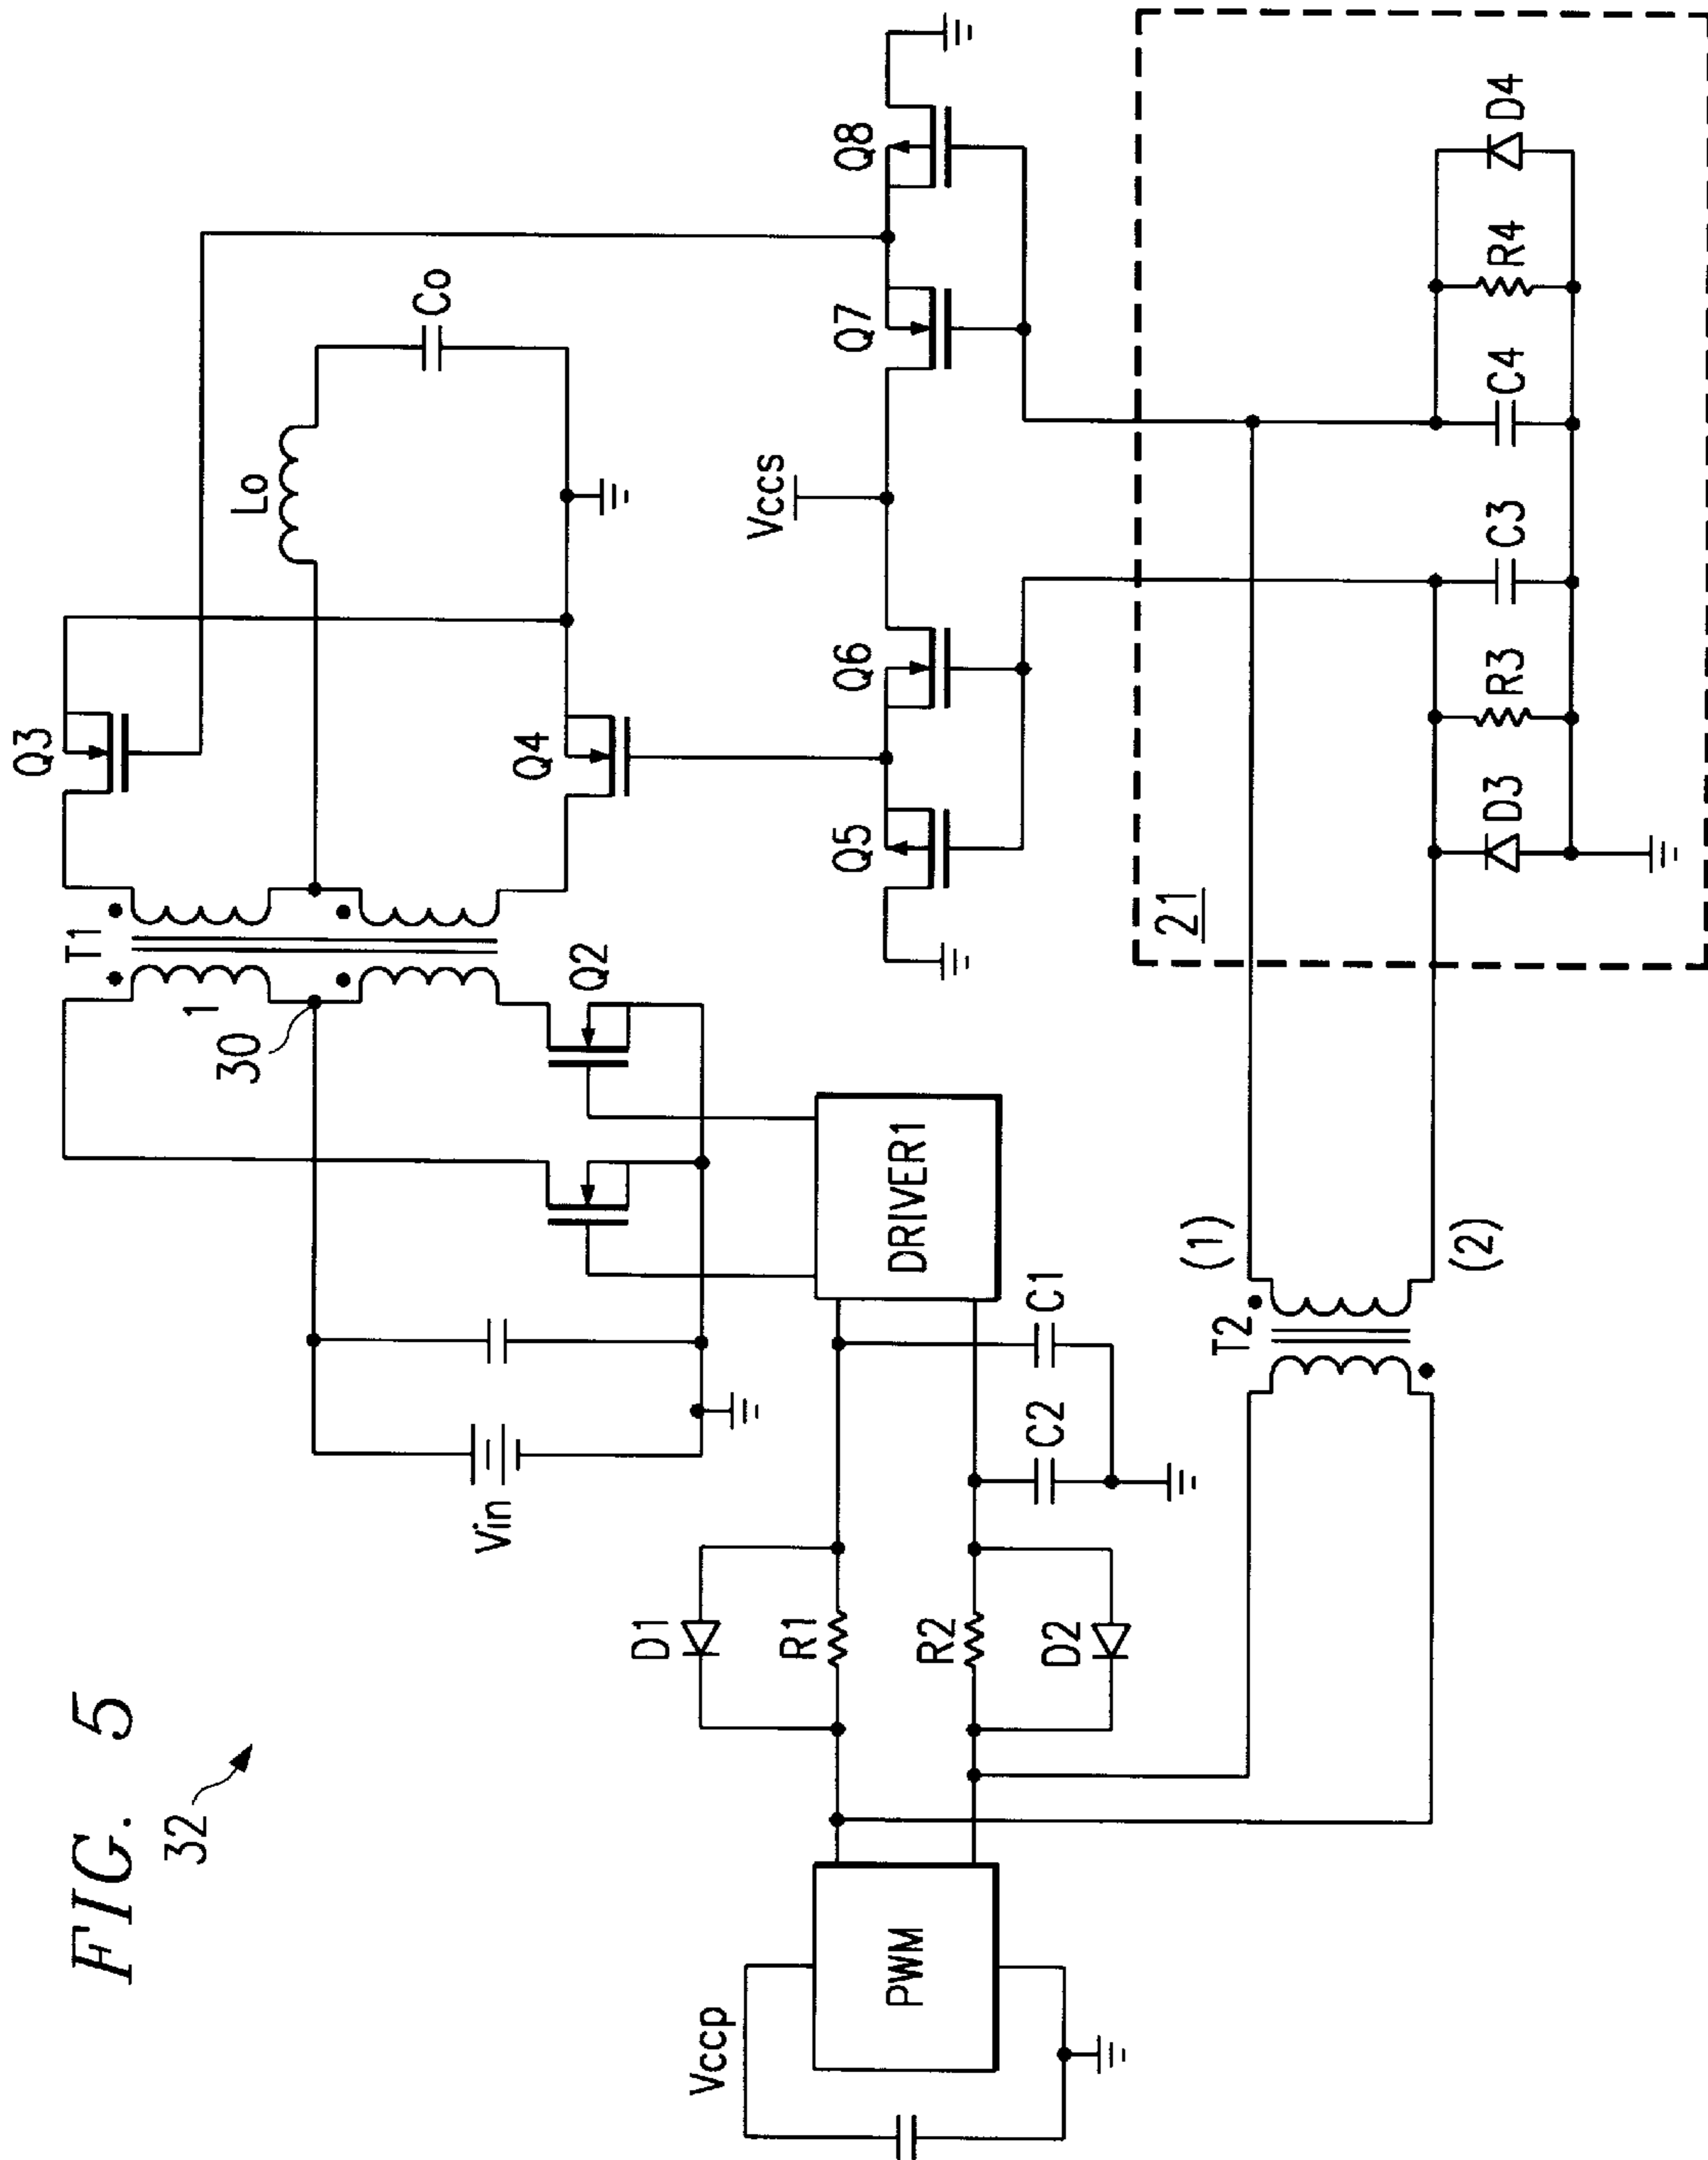 FIG. 5
32
Vccp
PWM
D1
R1
R2
D2
Vin
C2
C1
DRIVER1
30
1
T1
Q2
Q3
Q4
Lo
Co
Vccs
Q5
Q6
Q7
Q8
T2
(1)
(2)
21
D3
R3
C3
C4
R4
D4